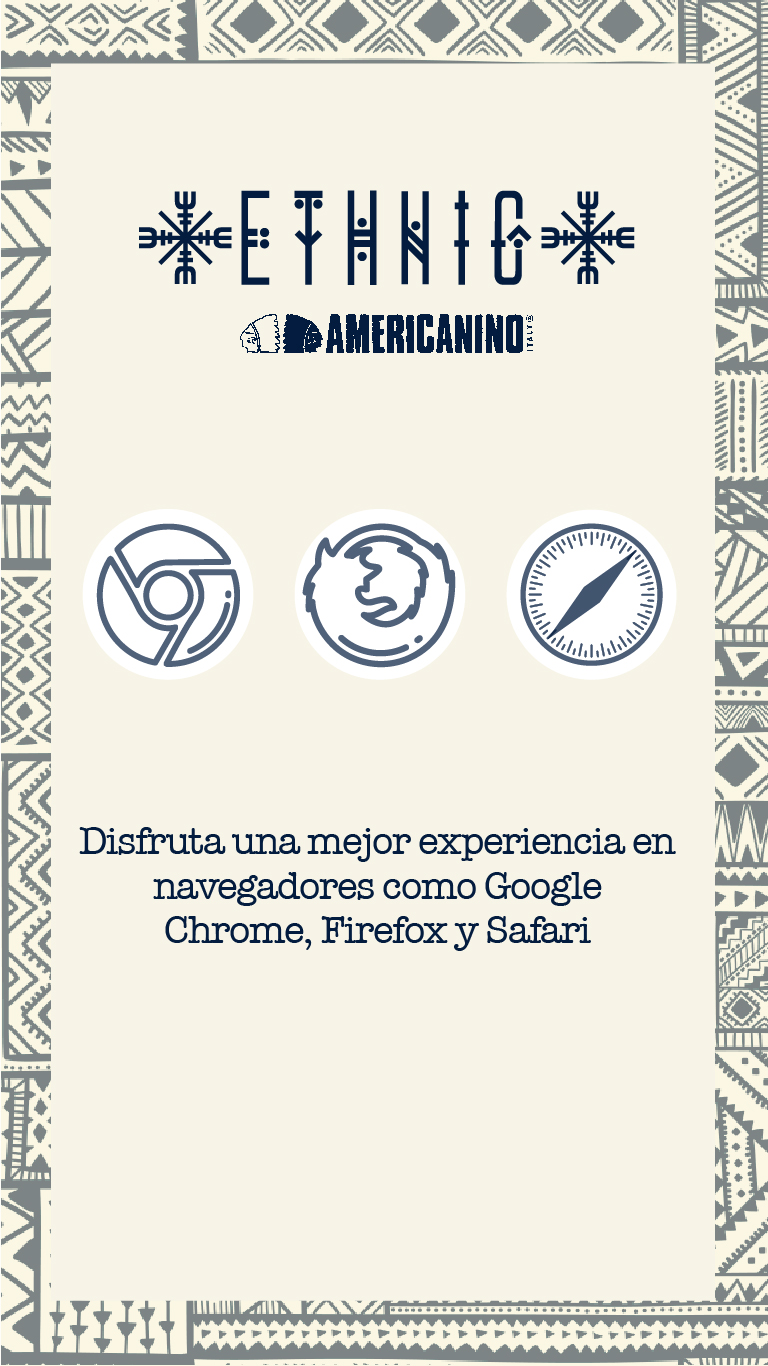 ETHNIC
AMERICANINO
ITALY®
Disfruta una mejor experiencia en
navegadores como Google
Chrome, Firefox y Safari